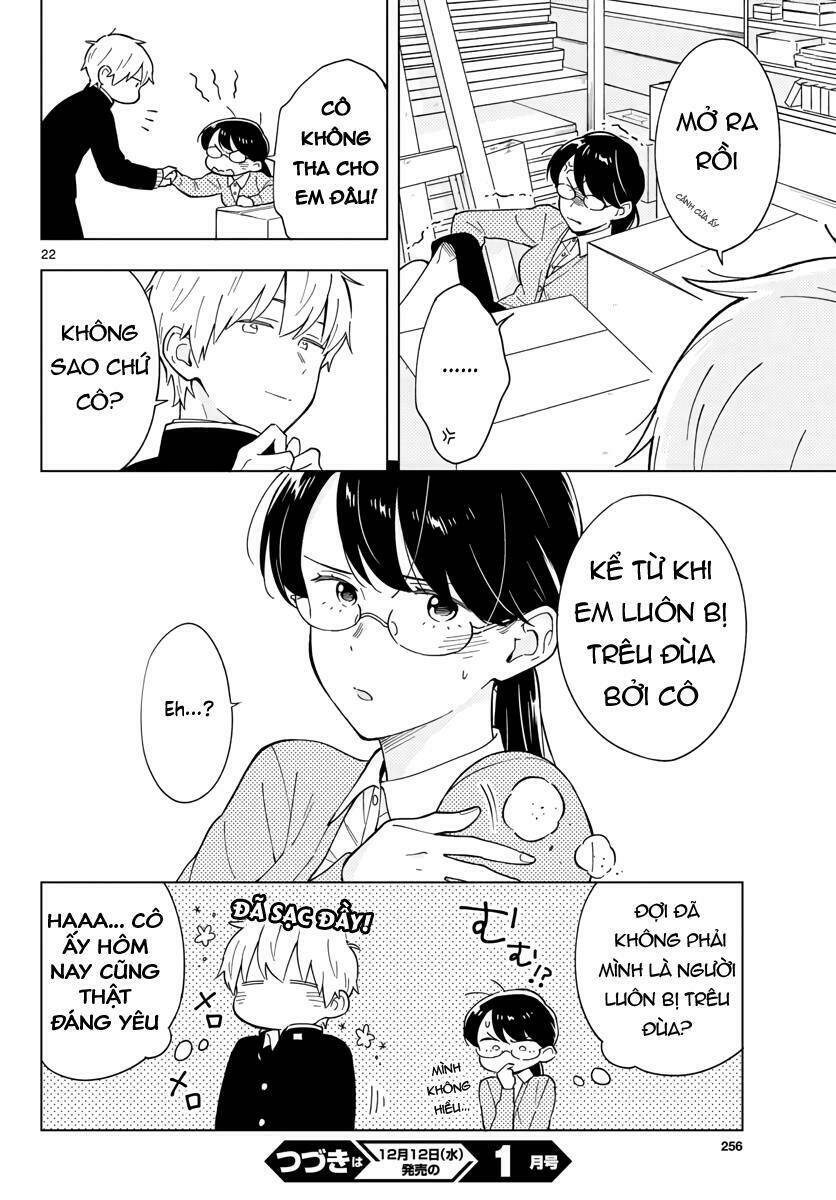 MỞ RA
RỒI
CÁNH CỬA ẤY
......
CÔ
KHÔNG
THA CHO
EM ĐÂU!
22
KHÔNG
SAO CHỨ
CÔ?
KỂ TỪ KHI
EM LUÔN BỊ
TRÊU ĐÙA
BỞI CÔ
Eh...?
ĐỢI ĐÃ
KHÔNG PHẢI
MÌNH LÀ NGƯỜI
LUÔN BỊ TRÊU
ĐÙA?
むむ!?
MÌNH
KHÔNG
HIỂU...
ĐÃ SẠC ĐẦY!
HAAA... CÔ
ẤY HÔM
NAY CŨNG
THẬT
ĐÁNG YÊU
256
つづきは
12月12日(水)
発売の
1月号